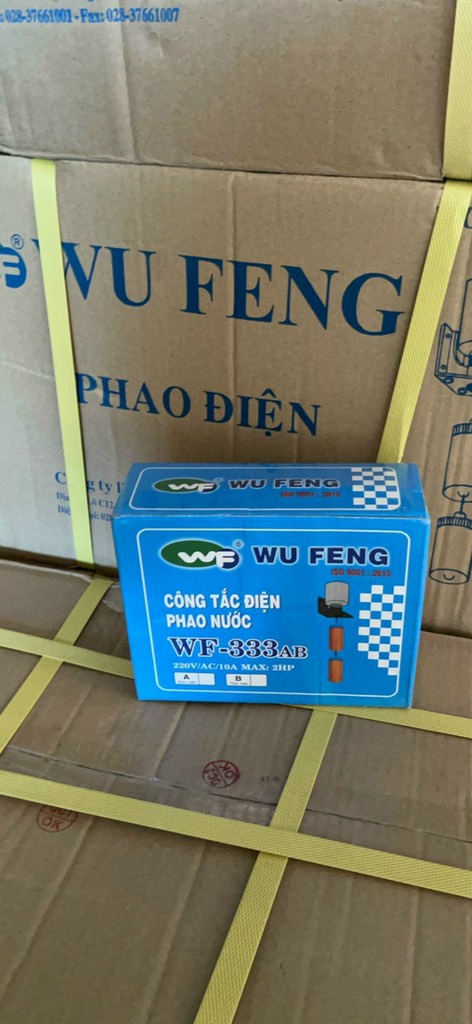 : 028-37661001 - Fax: 028-37661007
WU FENG
PHAO ĐIỆN
WF ® WU FENG
ISO 9001 : 2015
WF ® WU FENG
ISO 9001 : 2015
CÔNG TẮC ĐIỆN
PHAO NƯỚC
WF-333AB
220V/AC/10A MAX: 2HP
A B
OK